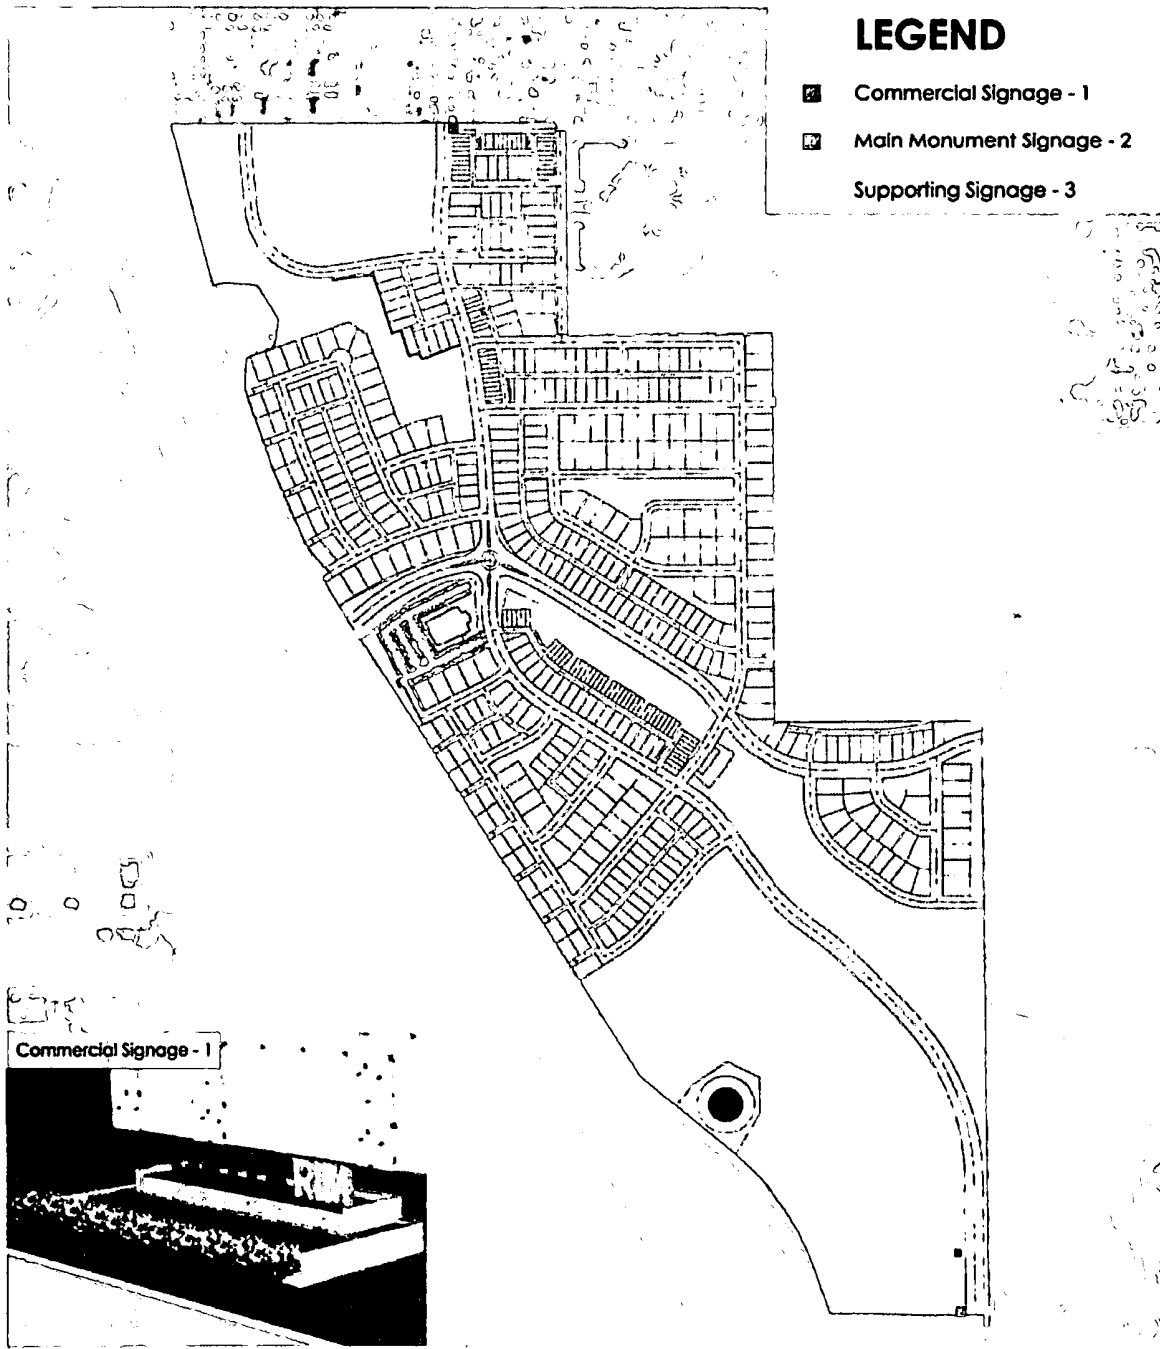 LEGEND
Commercial Signage - 1
Main Monument Signage - 2
Supporting Signage - 3
Commercial Signage - 1